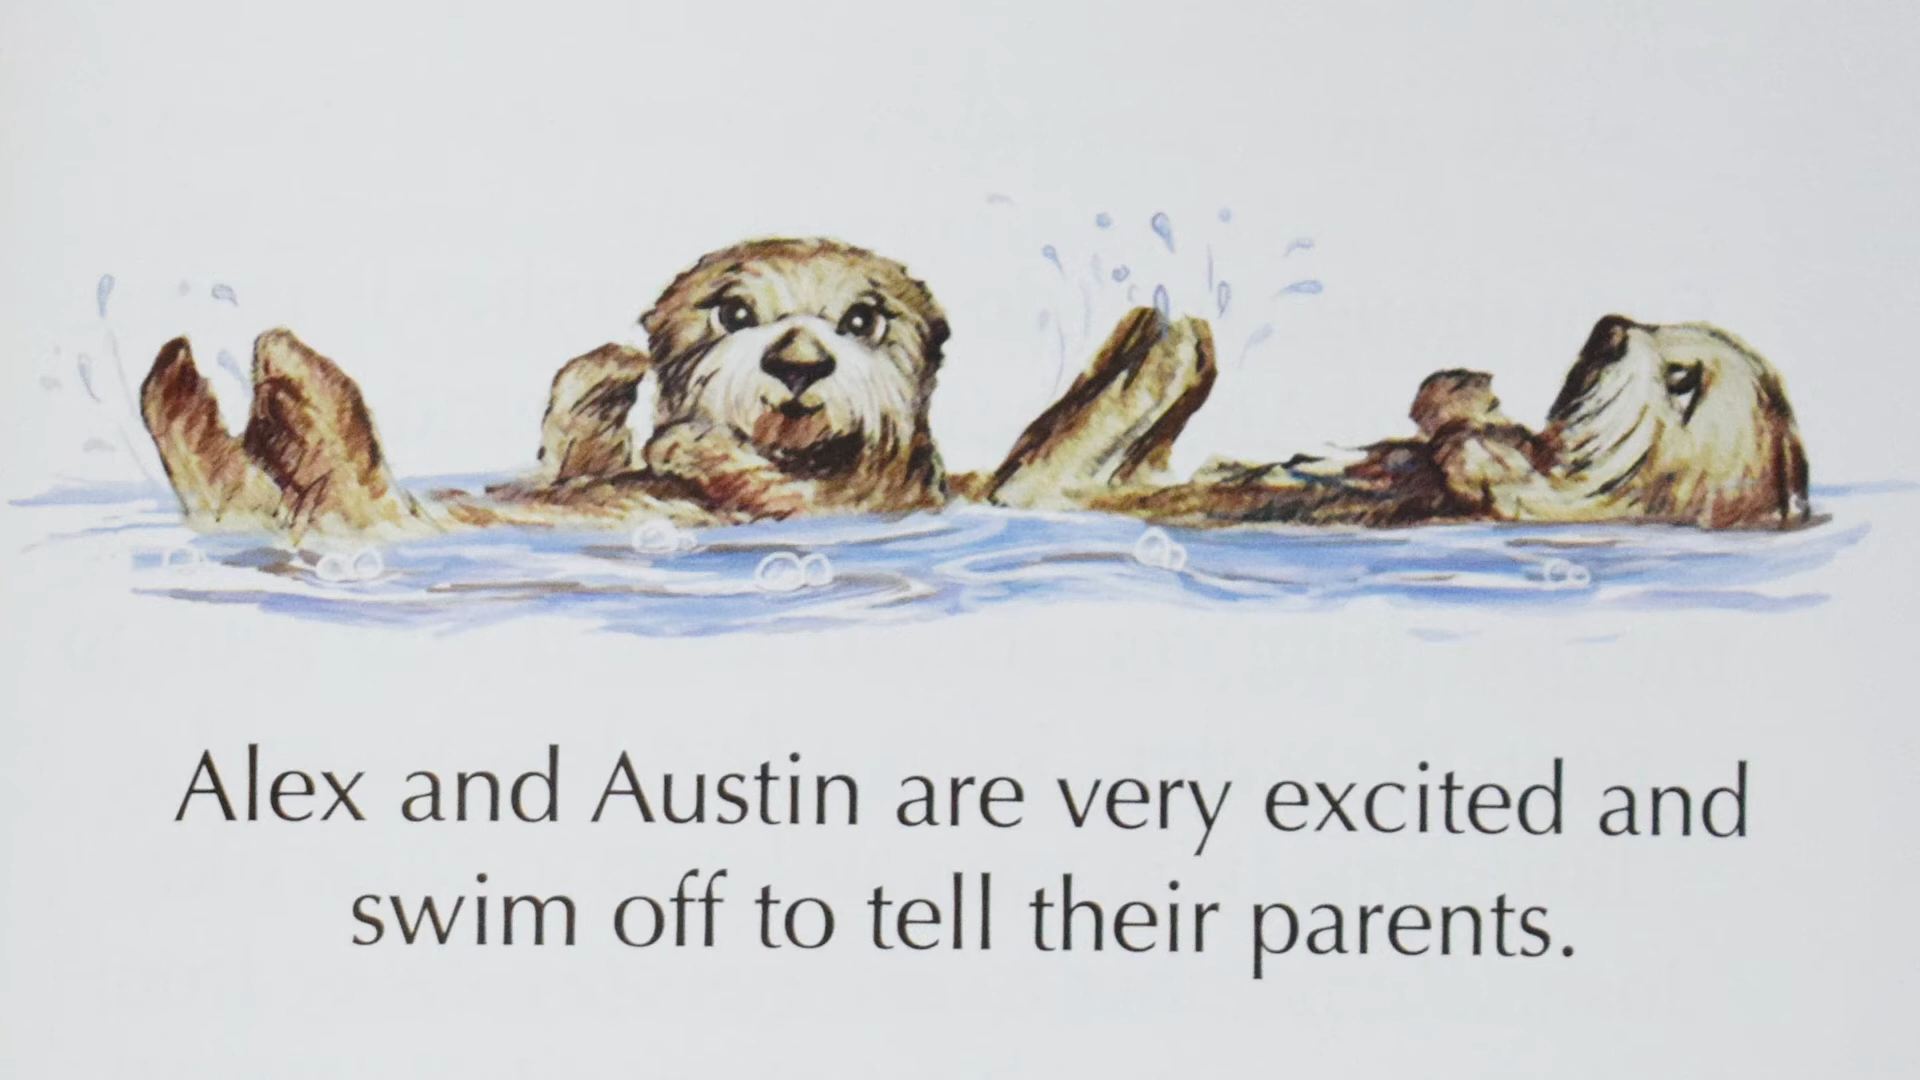 Alex and Austin are very excited and
swim off to tell their parents.